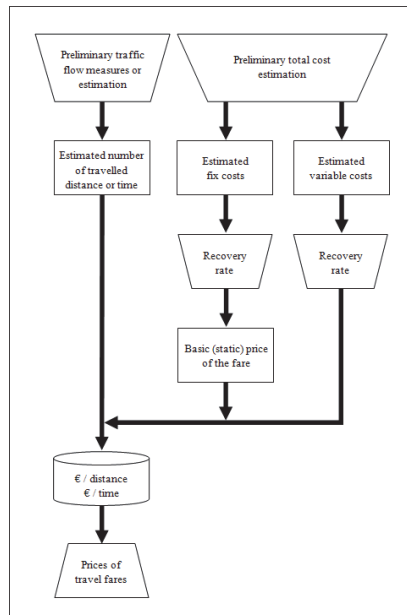 Preliminary traffic
flow measures or
estimation
Preliminary total cost
estimation
Estimated number
of travelled
distance or time
Estimated
fix costs
Estimated
variable costs
Recovery
rate
Recovery
rate
Basic (static) price
of the fare
€ / distance
€ / time
Prices of
travel fares